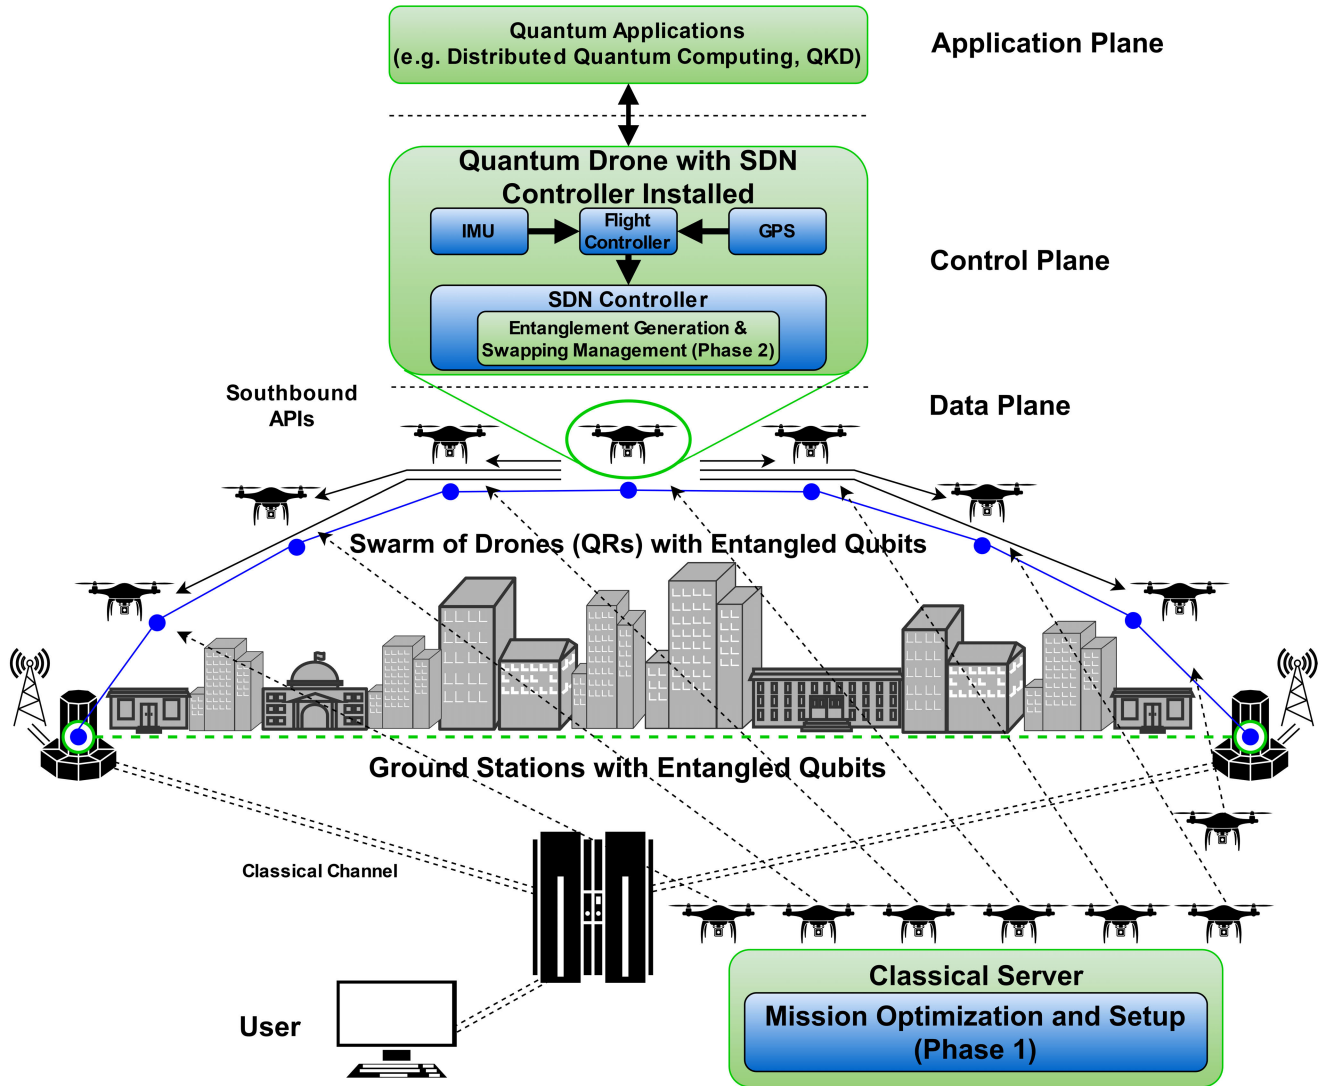 Quantum Applications
(e.g. Distributed Quantum Computing, QKD)
Application Plane
Quantum Drone with SDN
Controller Installed
IMU
Flight
Controller
GPS
Control Plane
SDN Controller
Entanglement Generation &
Swapping Management (Phase 2)
Southbound
APIs
Data Plane
Swarm of Drones (QRs) with Entangled Qubits
Ground Stations with Entangled Qubits
Classical Channel
User
Classical Server
Mission Optimization and Setup
(Phase 1)